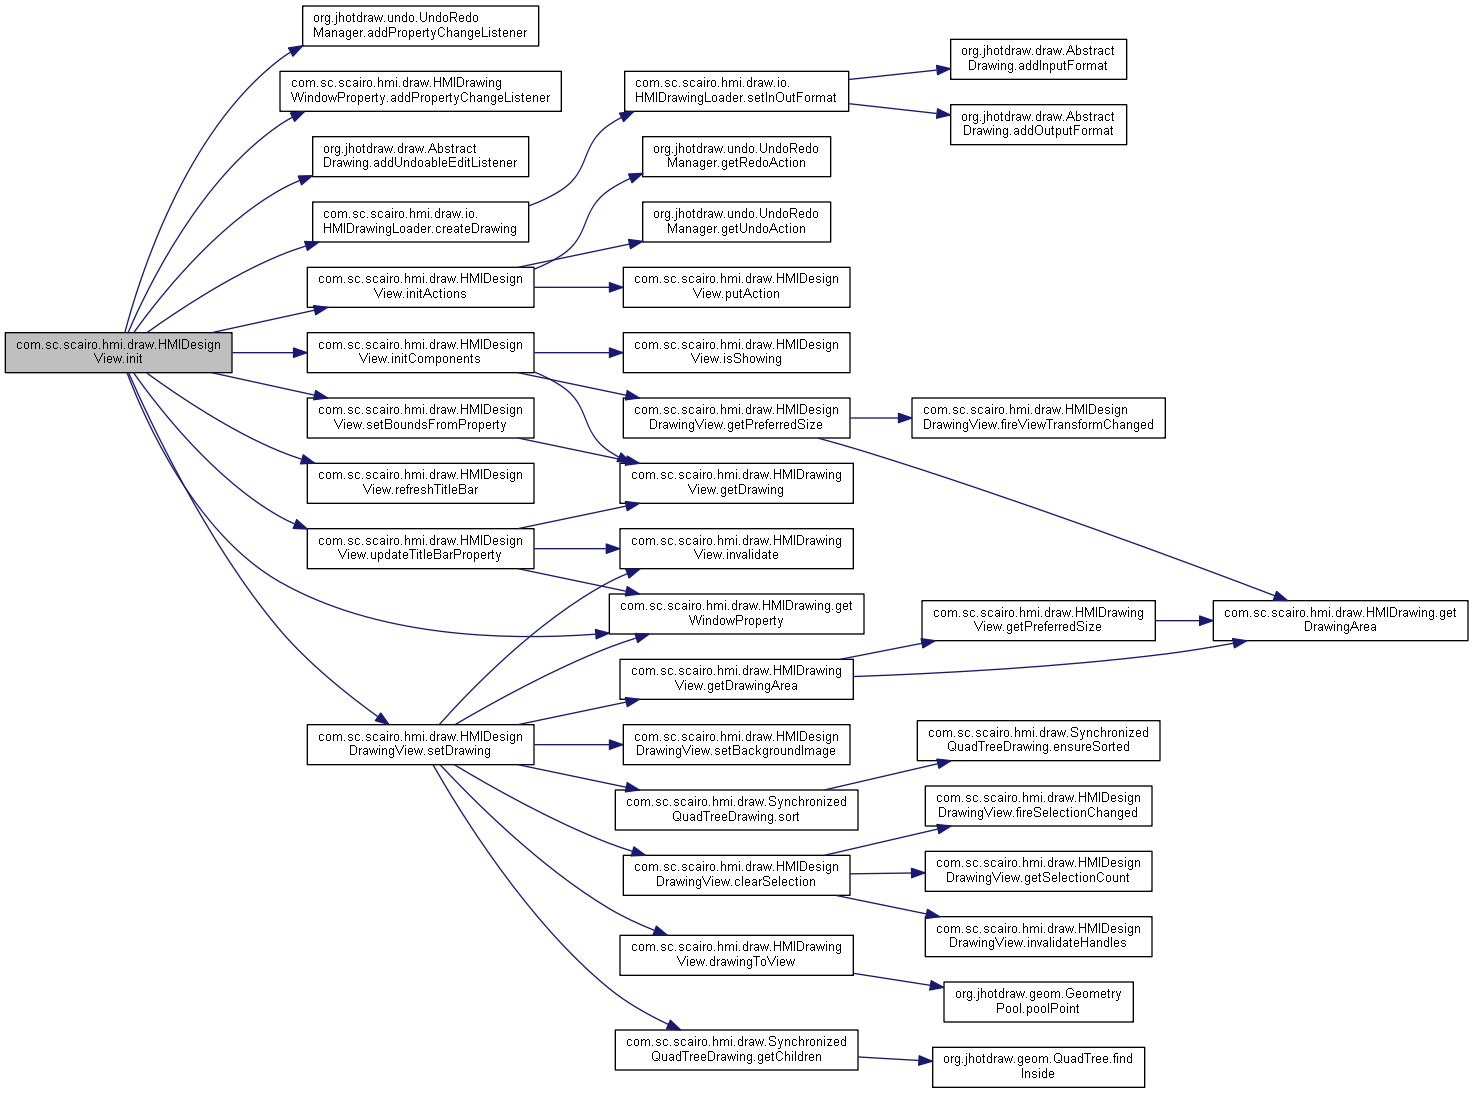 org.jhotdraw.undo.UndoRedo
Manager.addPropertyChangeListener
com.sc.scairo.hmi.draw.HMIDrawing
WindowProperty.addPropertyChangeListener
org.jhotdraw.draw.Abstract
Drawing.addUndoableEditListener
com.sc.scairo.hmi.draw.io.
HMIDrawingLoader.createDrawing
com.sc.scairo.hmi.draw.HMIDesign
View.initActions
com.sc.scairo.hmi.draw.HMIDesign
View.init
com.sc.scairo.hmi.draw.HMIDesign
View.initComponents
com.sc.scairo.hmi.draw.HMIDesign
View.setBoundsFromProperty
com.sc.scairo.hmi.draw.HMIDesign
View.refreshTitleBar
com.sc.scairo.hmi.draw.HMIDesign
View.updateTitleBarProperty
com.sc.scairo.hmi.draw.HMIDesign
DrawingView.setDrawing
com.sc.scairo.hmi.draw.io.
HMIDrawingLoader.setInOutFormat
org.jhotdraw.undo.UndoRedo
Manager.getRedoAction
org.jhotdraw.undo.UndoRedo
Manager.getUndoAction
com.sc.scairo.hmi.draw.HMIDesign
View.putAction
com.sc.scairo.hmi.draw.HMIDesign
View.isShowing
com.sc.scairo.hmi.draw.HMIDesign
DrawingView.getPreferredSize
com.sc.scairo.hmi.draw.HMIDrawing
View.getDrawing
com.sc.scairo.hmi.draw.HMIDrawing
View.invalidate
com.sc.scairo.hmi.draw.HMIDrawing.get
WindowProperty
com.sc.scairo.hmi.draw.HMIDrawing
View.getDrawingArea
com.sc.scairo.hmi.draw.HMIDesign
DrawingView.setBackgroundImage
com.sc.scairo.hmi.draw.Synchronized
QuadTreeDrawing.sort
com.sc.scairo.hmi.draw.HMIDesign
DrawingView.clearSelection
com.sc.scairo.hmi.draw.HMIDrawing
View.drawingToView
com.sc.scairo.hmi.draw.Synchronized
QuadTreeDrawing.getChildren
org.jhotdraw.draw.Abstract
Drawing.addInputFormat
org.jhotdraw.draw.Abstract
Drawing.addOutputFormat
com.sc.scairo.hmi.draw.HMIDesign
DrawingView.fireViewTransformChanged
com.sc.scairo.hmi.draw.HMIDrawing
View.getPreferredSize
com.sc.scairo.hmi.draw.HMIDrawing.get
DrawingArea
com.sc.scairo.hmi.draw.Synchronized
QuadTreeDrawing.ensureSorted
com.sc.scairo.hmi.draw.HMIDesign
DrawingView.fireSelectionChanged
com.sc.scairo.hmi.draw.HMIDesign
DrawingView.getSelectionCount
com.sc.scairo.hmi.draw.HMIDesign
DrawingView.invalidateHandles
org.jhotdraw.geom.Geometry
Pool.poolPoint
org.jhotdraw.geom.QuadTree.find
Inside